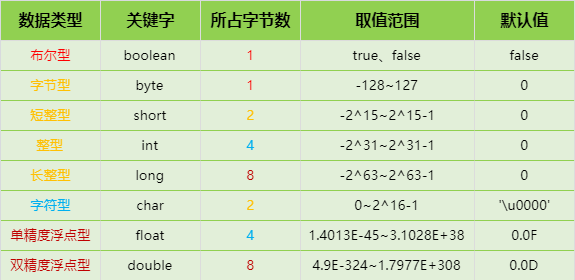 数据类型 关键字 所占字节数 取值范围 默认值
布尔型 boolean 1 true、false false
字节型 byte 1 -128~127 0
短整型 short 2 -2^15~2^15-1 0
整型 int 4 -2^31~2^31-1 0
长整型 long 8 -2^63~2^63-1 0
字符型 char 2 0~2^16-1 '\u0000'
单精度浮点型 float 4 1.4013E-45~3.1028E+38 0.0F
双精度浮点型 double 8 4.9E-324~1.7977E+308 0.0D